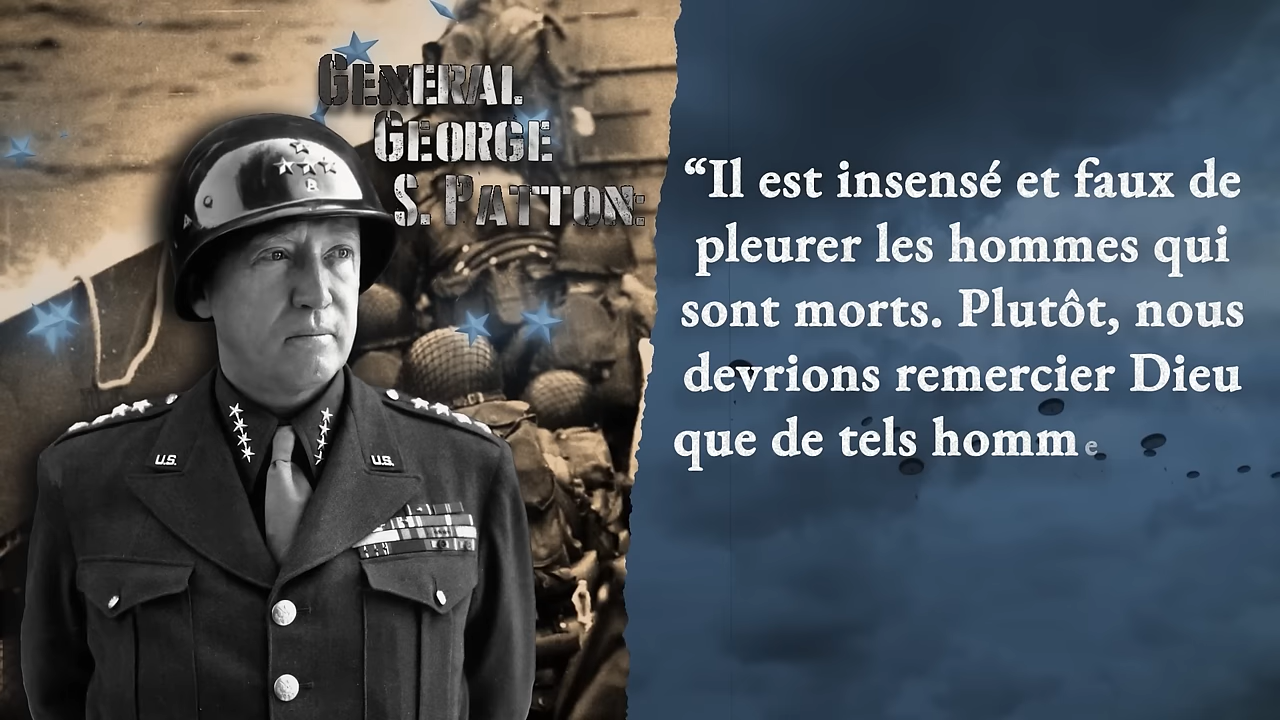 GENERAL
GEORGE
S. PATTON:
“Il est insensé et faux de
pleurer les hommes qui
sont morts. Plutôt, nous
devrions remercier Dieu
que de tels homme
U.S.
U.S.
B